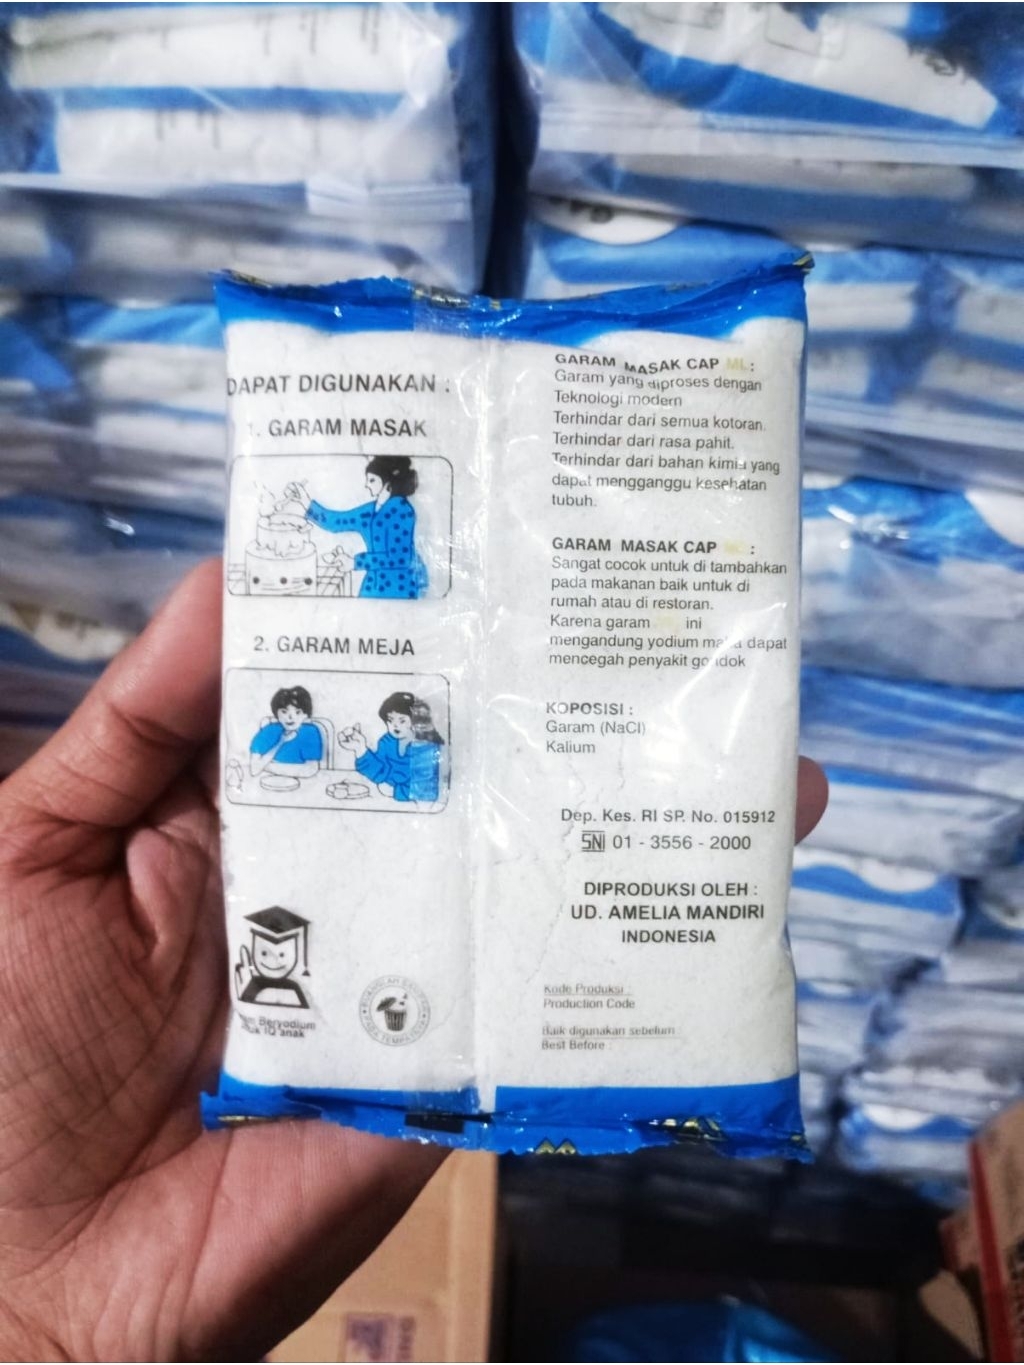 DAPAT DIGUNAKAN :
1. GARAM MASAK
2. GARAM MEJA
Beryodium
IQ anak
GARAM MASAK CAP ML :
Garam yang diproses dengan
Teknologi modern
Terhindar dari semua kotoran.
Terhindar dari rasa pahit.
Terhindar dari bahan kimia yang
dapat mengganggu kesehatan
tubuh.
GARAM MASAK CAP :
Sangat cocok untuk di tambahkan
pada makanan baik untuk di
rumah atau di restoran.
Karena garam ini
mengandung yodium maka dapat
mencegah penyakit gondok
KOPOSISI :
Garam (NaCl)
Kalium
Dep. Kes. RI SP. No. 015912
SNI 01 - 3556 - 2000
DIPRODUKSI OLEH :
UD. AMELIA MANDIRI
INDONESIA
Kode Produksi :
Production Code
Baik digunakan sebelum
Best Before :